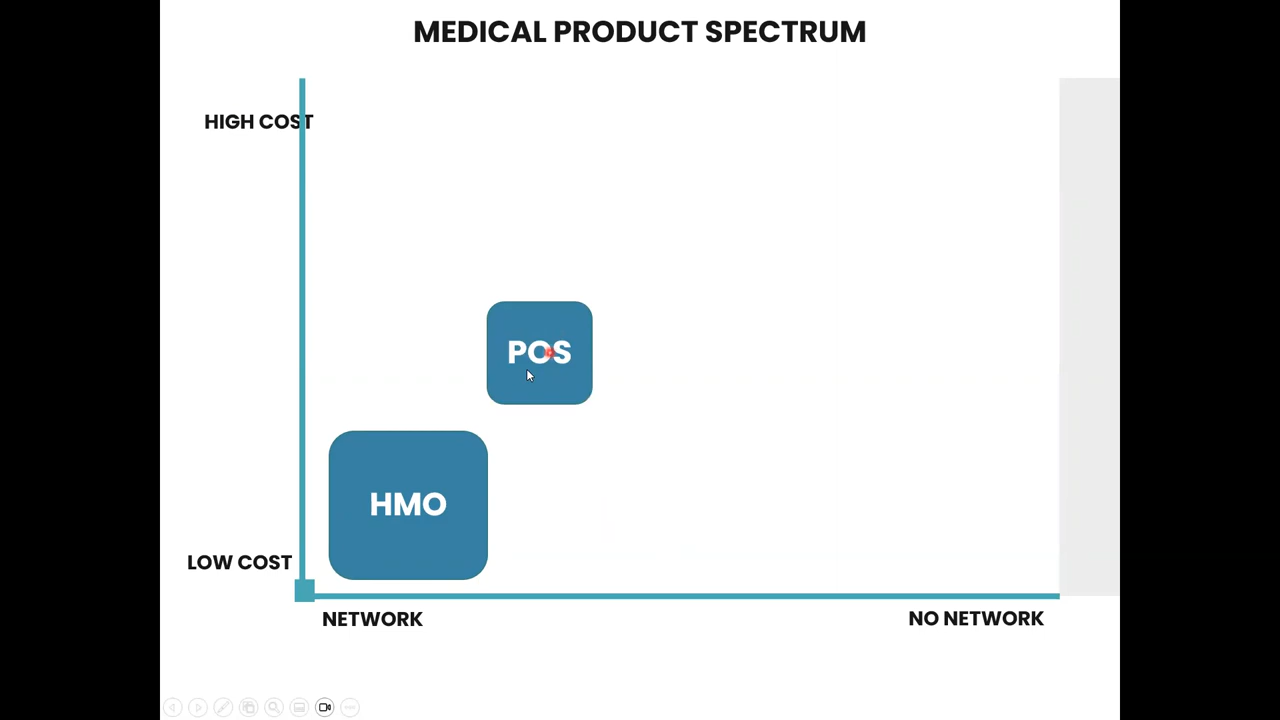 MEDICAL PRODUCT SPECTRUM
HIGH COST
POS
HMO
LOW COST
NETWORK
NO NETWORK